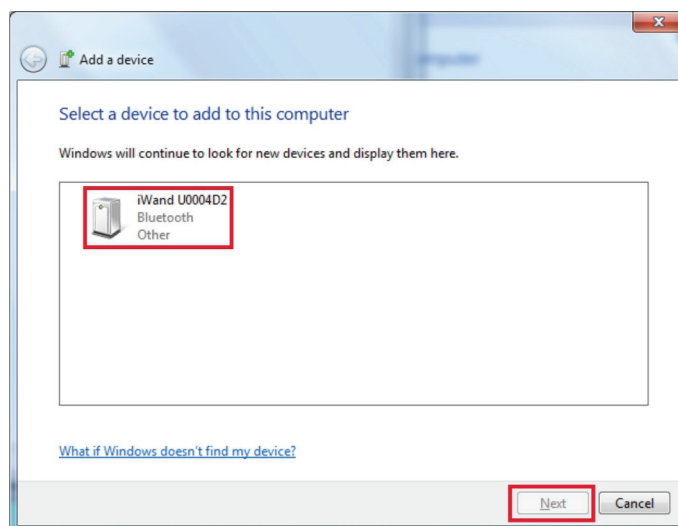 Add a device
Select a device to add to this computer
Windows will continue to look for new devices and display them here.
iWand U0004D2
Bluetooth
Other
What if Windows doesn't find my device?
Next Cancel